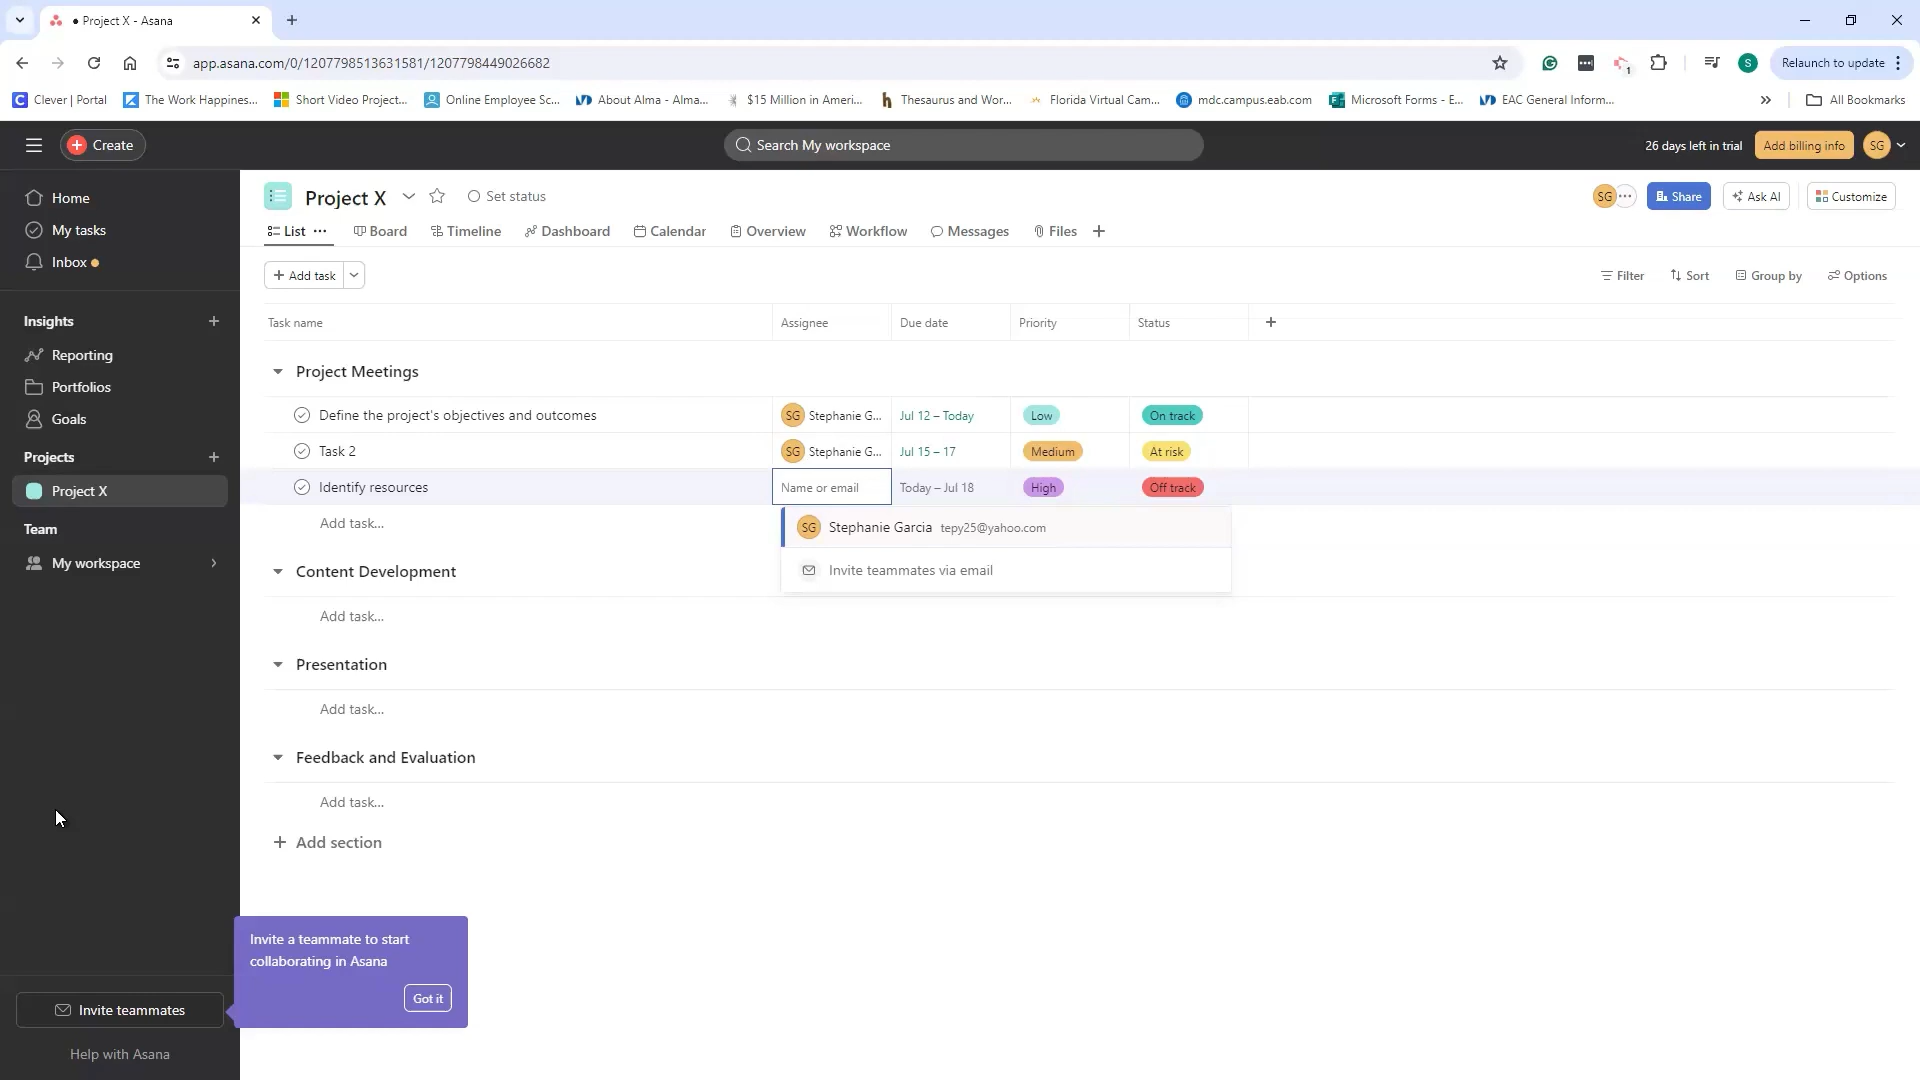 Project X - Asana
app.asana.com/0/1207798513631581/1207798449026682
1
S
Relaunch to update
Clever | Portal
The Work Happines...
Short Video Project...
Online Employee Sc...
About Alma - Alma...
$15 Million in Ameri...
Thesaurus and Wor...
Florida Virtual Cam...
mdc.campus.eab.com
Microsoft Forms - E...
EAC General Inform...
All Bookmarks
Create
Search My workspace
26 days left in trial
Add billing info
SG
Home
My tasks
Inbox
Insights
Reporting
Portfolios
Goals
Projects
Project X
Team
My workspace
Invite teammates
Help with Asana
Project X
Set status
SG
Share
Ask AI
Customize
List
Board
Timeline
Dashboard
Calendar
Overview
Workflow
Messages
Files
Add task
Filter
Sort
Group by
Options
Task name Assignee Due date Priority Status
Project Meetings
Define the project's objectives and outcomes SG Stephanie G... Jul 12 – Today Low On track
Task 2 SG Stephanie G... Jul 15 – 17 Medium At risk
Identify resources Name or email Today – Jul 18 High Off track
Add task...
SG Stephanie Garcia tepy25@yahoo.com
Invite teammates via email
Content Development
Add task...
Presentation
Add task...
Feedback and Evaluation
Add task...
Add section
Invite a teammate to start
collaborating in Asana
Got it